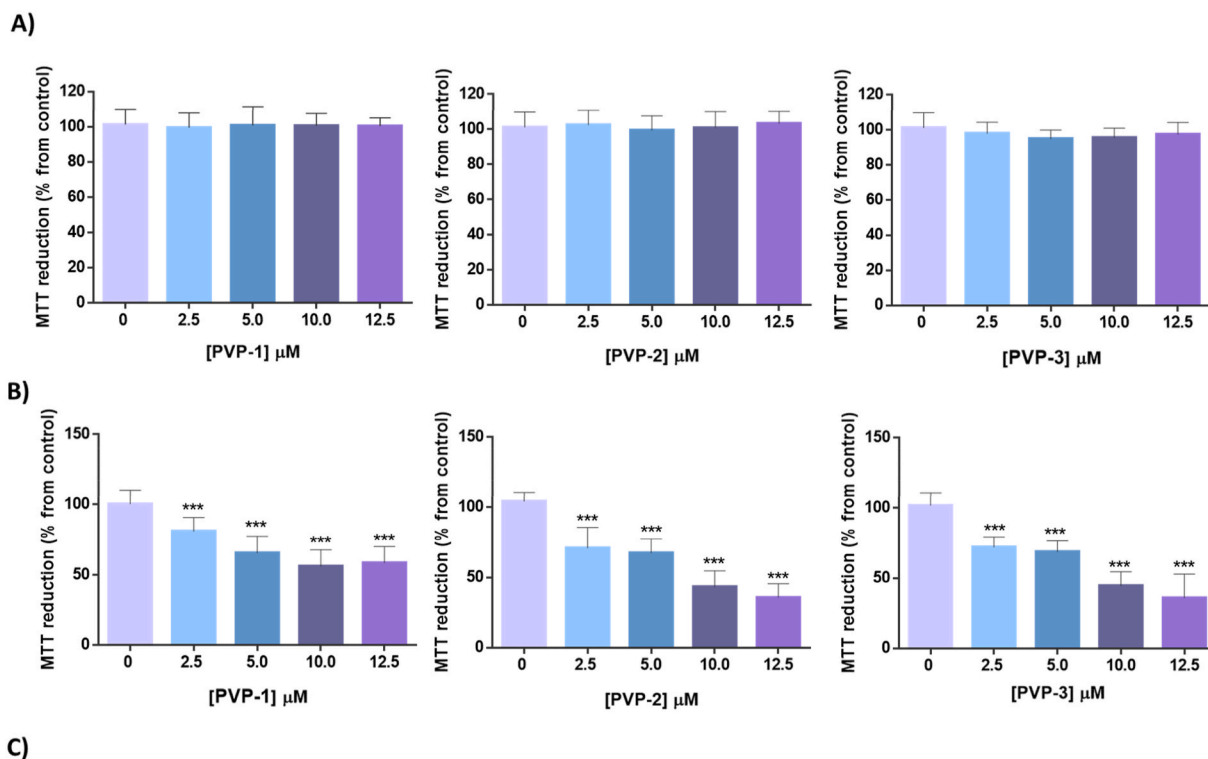 A)
MTT reduction (% from control)
120
100
80
60
40
20
0
0 2.5 5.0 10.0 12.5
[PVP-1] μM
MTT reduction (% from control)
120
100
80
60
40
20
0
0 2.5 5.0 10.0 12.5
[PVP-2] μM
MTT reduction (% from control)
120
100
80
60
40
20
0
0 2.5 5.0 10.0 12.5
[PVP-3] μM
B)
MTT reduction (% from control)
150
100
50
0
*** *** *** ***
0 2.5 5.0 10.0 12.5
[PVP-1] μM
MTT reduction (% from control)
150
100
50
0
*** *** *** ***
0 2.5 5.0 10.0 12.5
[PVP-2] μM
MTT reduction (% from control)
150
100
50
0
*** *** *** ***
0 2.5 5.0 10.0 12.5
[PVP-3] μM
C)